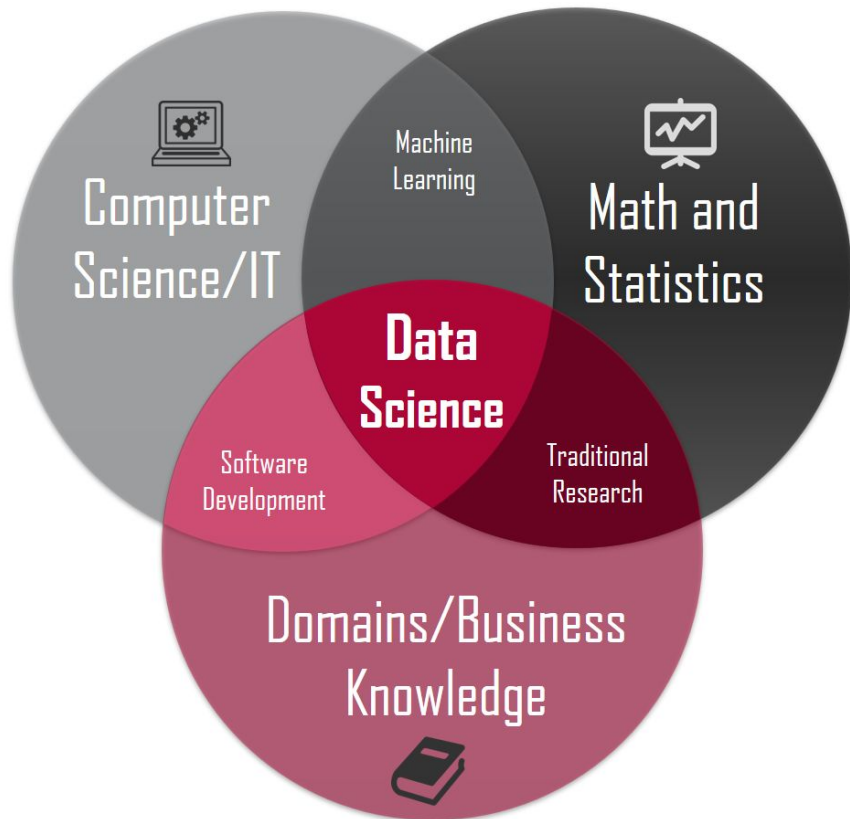 Machine
Learning
Computer
Science/IT
Math and
Statistics
Data
Science
Software
Development
Traditional
Research
Domains/Business
Knowledge